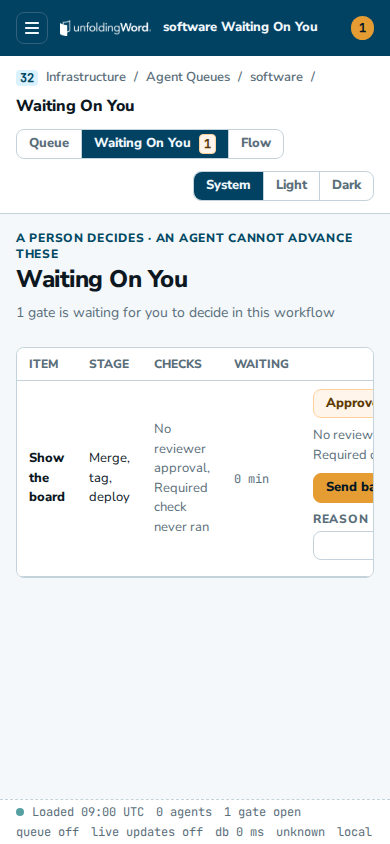 unfoldingWord. software Waiting On You 1
32 Infrastructure / Agent Queues / software /
Waiting On You
Queue Waiting On You 1 Flow
System Light Dark
A PERSON DECIDES · AN AGENT CANNOT ADVANCE
THESE
Waiting On You
1 gate is waiting for you to decide in this workflow
ITEM STAGE CHECKS WAITING
Show
the
board
Merge,
tag,
deploy
No
reviewer
approval,
Required
check
never ran
0 min
No review
Required
Send
REASON
Loaded 09:00 UTC 0 agents 1 gate open
queue off live updates off db 0 ms unknown local